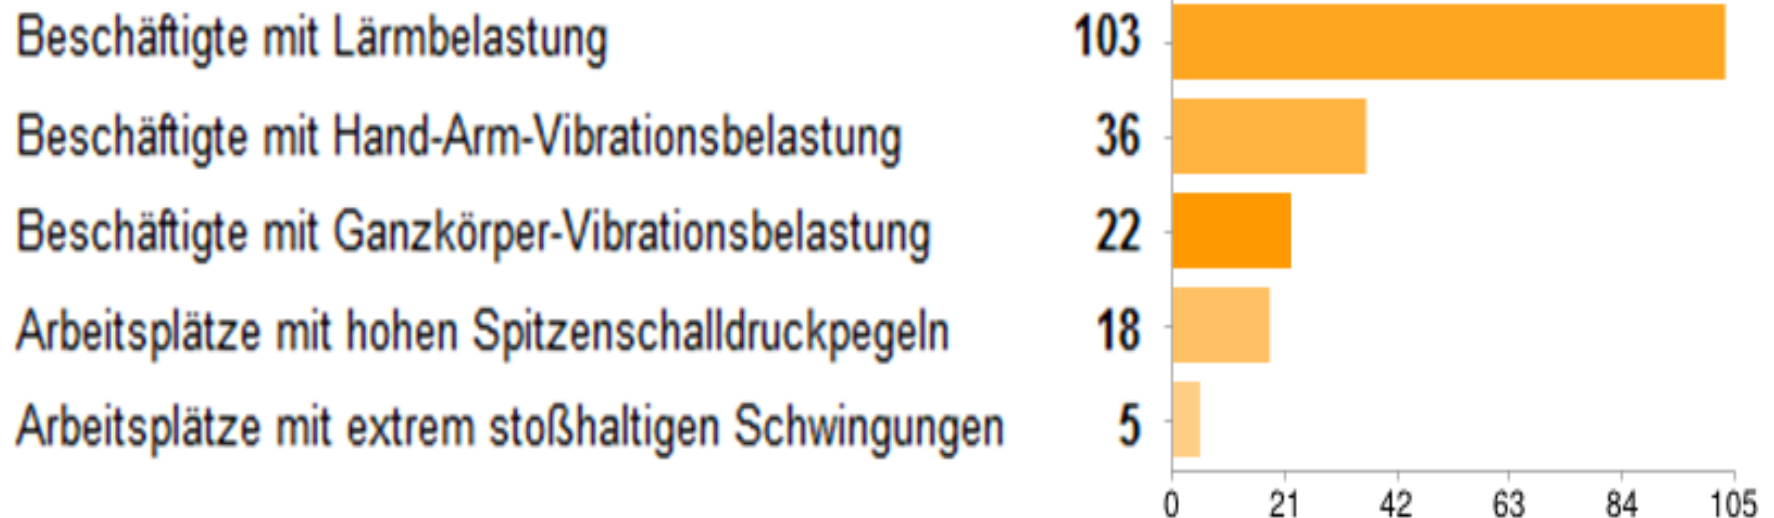 Beschäftigte mit Lärmbelastung 103
Beschäftigte mit Hand-Arm-Vibrationsbelastung 36
Beschäftigte mit Ganzkörper-Vibrationsbelastung 22
Arbeitsplätze mit hohen Spitzenschalldruckpegeln 18
Arbeitsplätze mit extrem stoßhaltigen Schwingungen 5
0 21 42 63 84 105